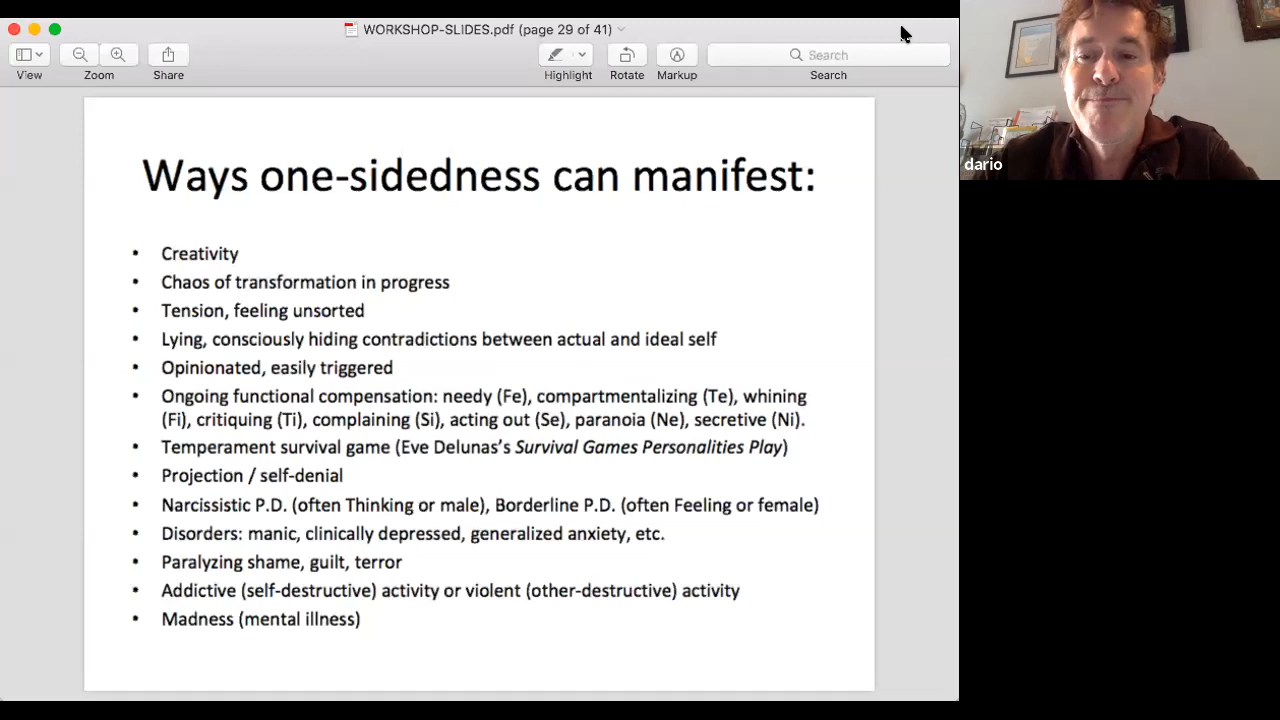 WORKSHOP-SLIDES.pdf (page 29 of 41)
View
Zoom
Share
Highlight
Rotate
Markup
Search
Search
dario
Ways one-sidedness can manifest:
• Creativity
• Chaos of transformation in progress
• Tension, feeling unsorted
• Lying, consciously hiding contradictions between actual and ideal self
• Opinionated, easily triggered
• Ongoing functional compensation: needy (Fe), compartmentalizing (Te), whining
(Fi), critiquing (Ti), complaining (Si), acting out (Se), paranoia (Ne), secretive (Ni).
• Temperament survival game (Eve Delunas’s Survival Games Personalities Play)
• Projection / self-denial
• Narcissistic P.D. (often Thinking or male), Borderline P.D. (often Feeling or female)
• Disorders: manic, clinically depressed, generalized anxiety, etc.
• Paralyzing shame, guilt, terror
• Addictive (self-destructive) activity or violent (other-destructive) activity
• Madness (mental illness)